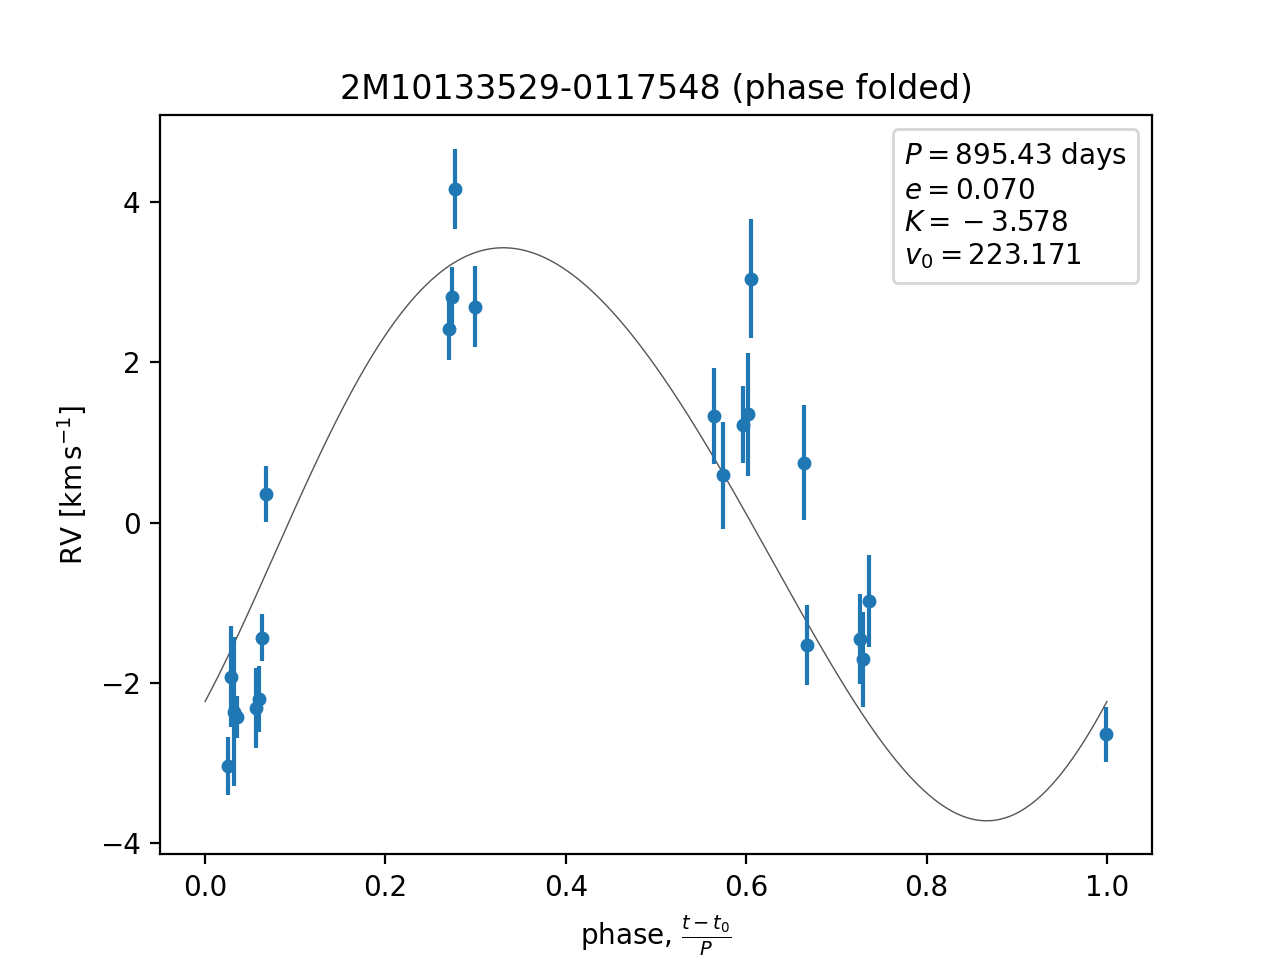 2M10133529-0117548 (phase folded)
P = 895.43 days
e = 0.070
K = −3.578
v₀ = 223.171
4
2
0
−2
−4
RV [km s⁻¹]
0.0 0.2 0.4 0.6 0.8 1.0
phase, (t − t₀)/P